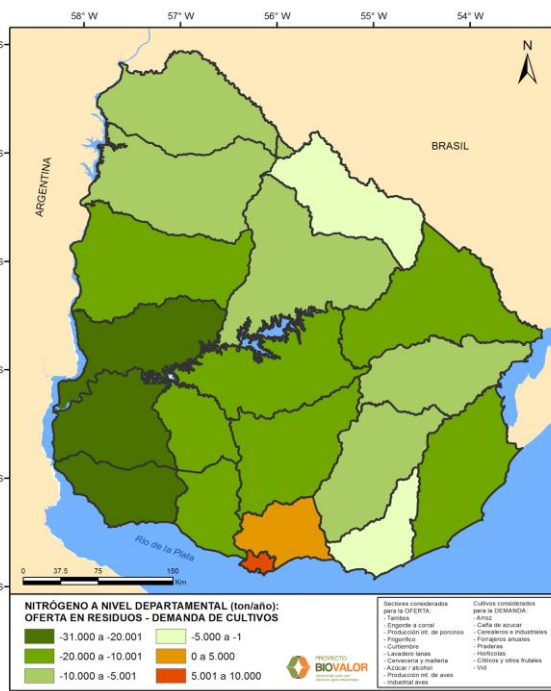 58° W 57° W 56° W 55° W 54° W
N
BRASIL
ARGENTINA
Río de la Plata
0 37.5 75 150
Km
NITRÓGENO A NIVEL DEPARTAMENTAL (ton/año):
OFERTA EN RESIDUOS - DEMANDA DE CULTIVOS
-31.000 a -20.001
-20.000 a -10.001
-10.000 a -5.001
-5.000 a -1
0 a 5.000
5.001 a 10.000
PROYECTO
BIOVALOR
Sectores considerados
para la OFERTA:
- Tambos
- Engorde a corral
- Producción int. de porcinos
- Frigorífico
- Curtiembre
- Lavadero lanas
- Cervecería y maltería
- Azúcar / alcohol
- Producción int. de aves
- Industrial aves
Cultivos considerados
para la DEMANDA:
- Arroz
- Caña de azucar
- Cerealeros e industriales
- Forrajeros anuales
- Praderas
- Hortícolas
- Cítricos y otros frutales
- Vid